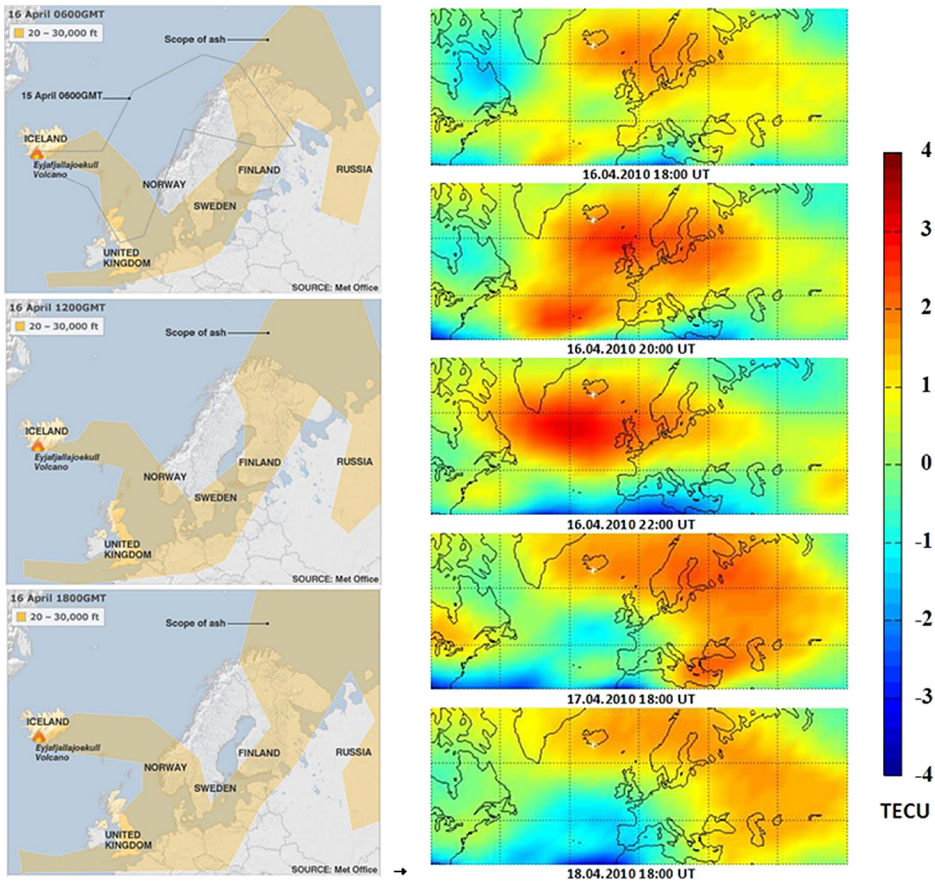 16 April 0600GMT
20 – 30,000 ft
Scope of ash
15 April 0600GMT
ICELAND
Eyjafjallajoekull
Volcano
NORWAY
FINLAND
RUSSIA
SWEDEN
UNITED
KINGDOM
SOURCE: Met Office
16 April 1200GMT
20 – 30,000 ft
Scope of ash
ICELAND
Eyjafjallajoekull
Volcano
NORWAY
FINLAND
RUSSIA
SWEDEN
UNITED
KINGDOM
SOURCE: Met Office
16 April 1800GMT
20 – 30,000 ft
Scope of ash
ICELAND
Eyjafjallajoekull
Volcano
NORWAY
FINLAND
RUSSIA
SWEDEN
UNITED
KINGDOM
SOURCE: Met Office
16.04.2010 18:00 UT
16.04.2010 20:00 UT
16.04.2010 22:00 UT
17.04.2010 18:00 UT
18.04.2010 18:00 UT
4
3
2
1
0
-1
-2
-3
-4
TECU